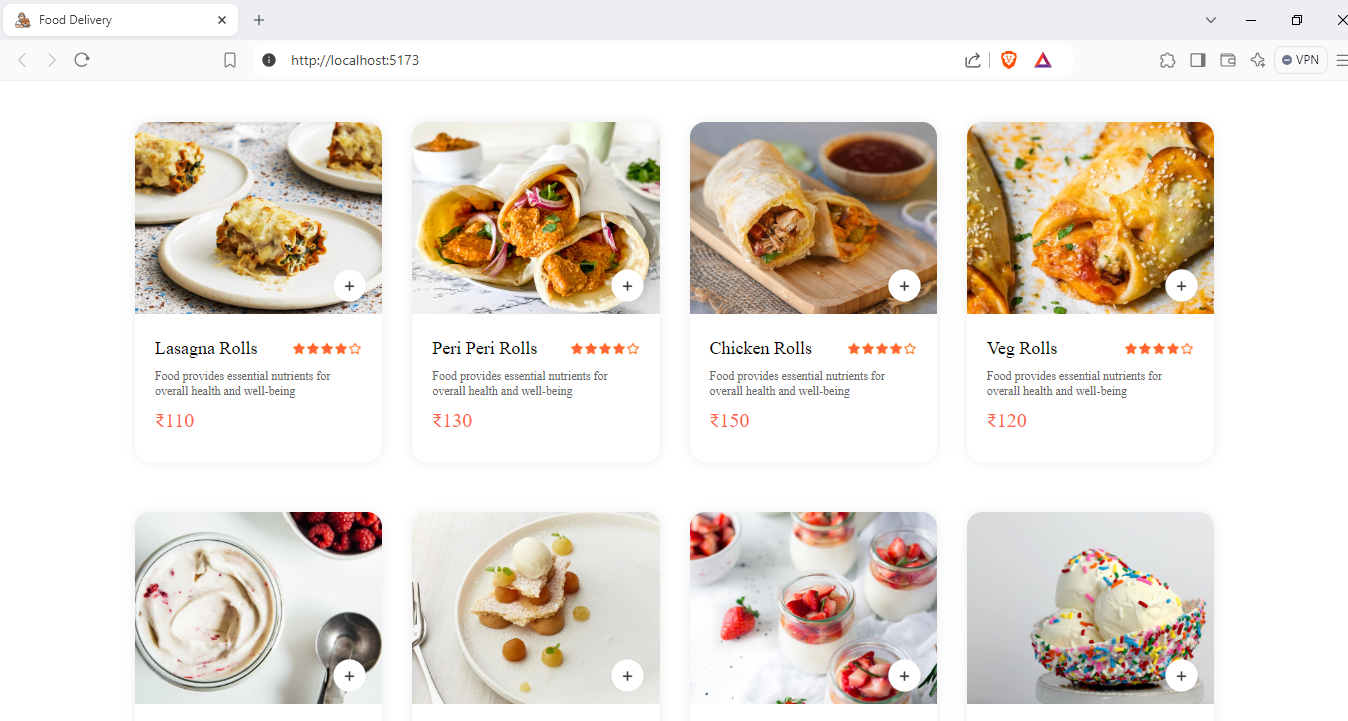 Food Delivery
http://localhost:5173
VPN
Lasagna Rolls
Food provides essential nutrients for
overall health and well-being
₹110
Peri Peri Rolls
Food provides essential nutrients for
overall health and well-being
₹130
Chicken Rolls
Food provides essential nutrients for
overall health and well-being
₹150
Veg Rolls
Food provides essential nutrients for
overall health and well-being
₹120